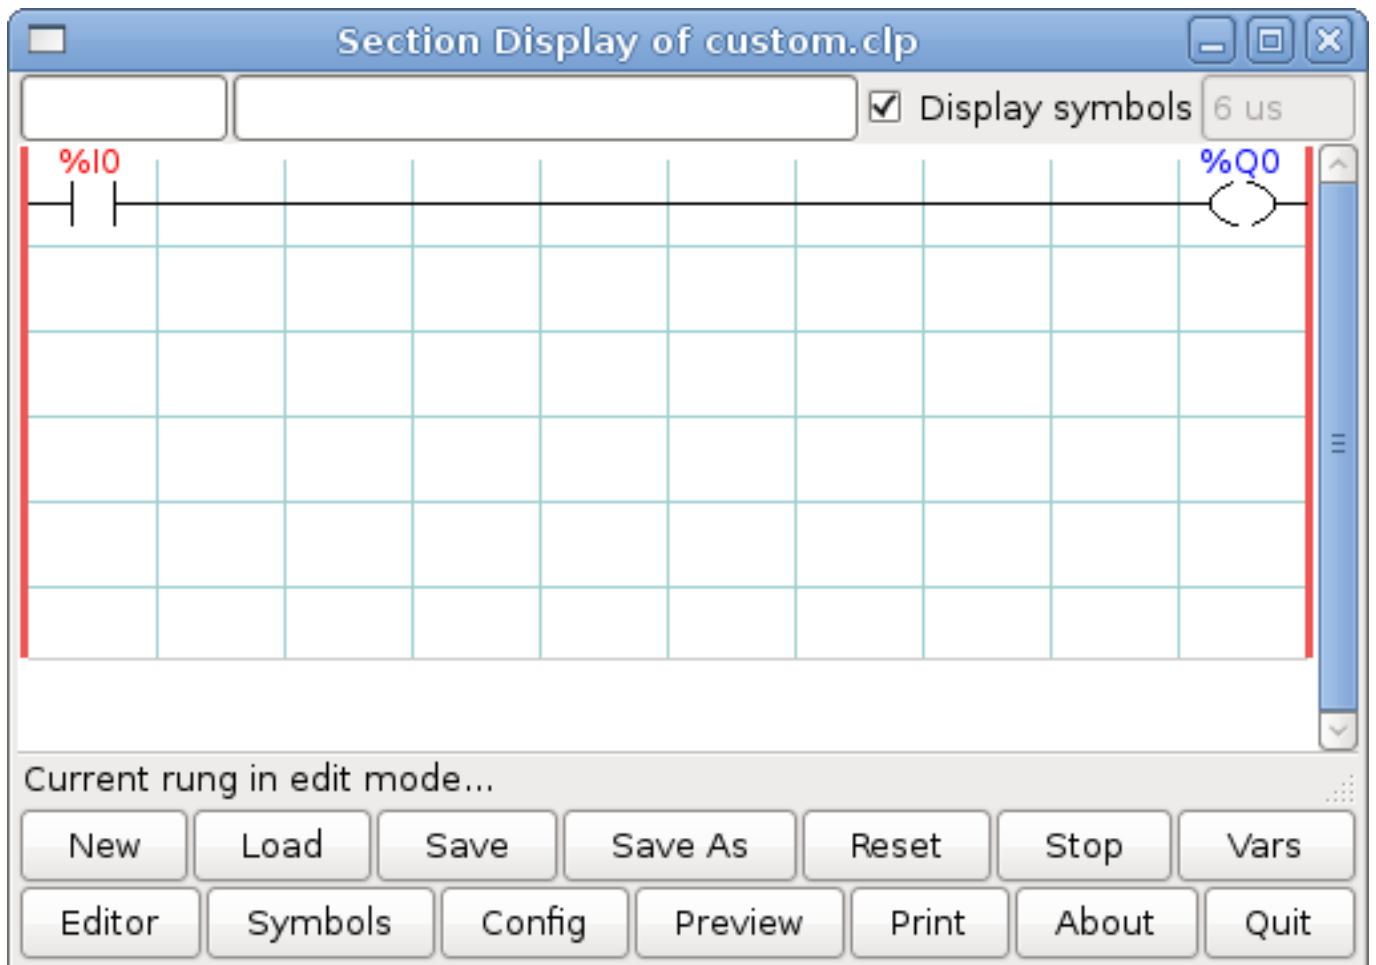 Section Display of custom.clp
Display symbols 6 us
%I0 %Q0
Current rung in edit mode...
New Load Save Save As Reset Stop Vars
Editor Symbols Config Preview Print About Quit